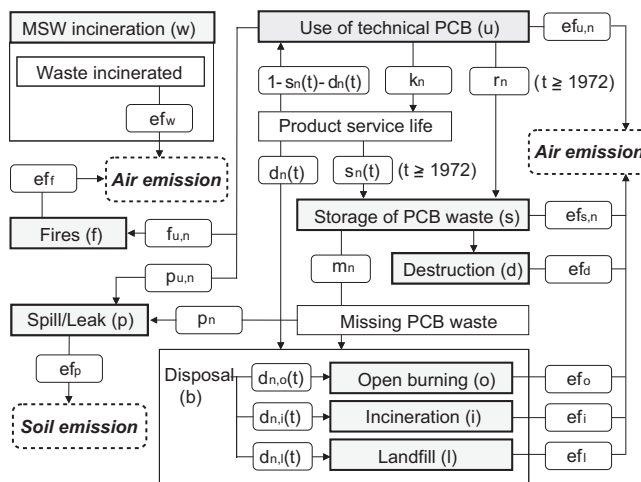 MSW incineration (w)
Use of technical PCB (u)
efu,n
Waste incinerated
1- sn(t)- dn(t)
kn
rn
(t ≧ 1972)
efw
Product service life
eff
Air emission
dn(t)
sn(t)
(t ≧ 1972)
Air emission
Fires (f)
fu,n
Storage of PCB waste (s)
efs,n
pu,n
mn
Destruction (d)
efd
Spill/Leak (p)
pn
Missing PCB waste
efp
Disposal
(b)
dn,o(t)
Open burning (o)
efo
Soil emission
dn,i(t)
Incineration (i)
efi
dn,l(t)
Landfill (l)
efl